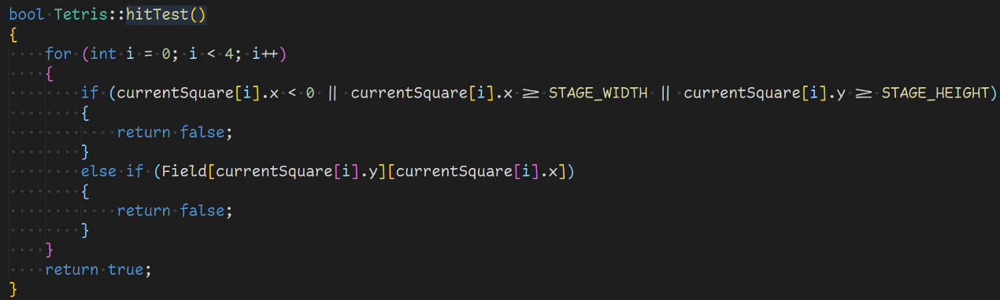 bool Tetris::hitTest()
{
    for (int i = 0; i < 4; i++)
    {
        if (currentSquare[i].x < 0 || currentSquare[i].x >= STAGE_WIDTH || currentSquare[i].y >= STAGE_HEIGHT)
        {
            return false;
        }
        else if (Field[currentSquare[i].y][currentSquare[i].x])
        {
            return false;
        }
    }
    return true;
}